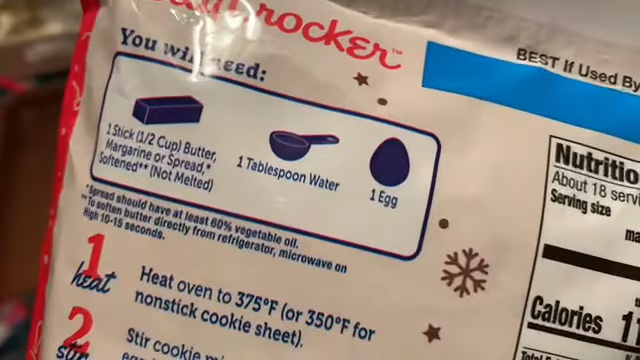 Crocker™
You will need:
1 Stick (1/2 Cup) Butter,
Margarine or Spread,*
Softened** (Not Melted)
1 Tablespoon Water
1 Egg
*Spread should have at least 60% vegetable oil.
**To soften butter directly from refrigerator, microwave on
High 10-15 seconds.
1
heat
Heat oven to 375°F (or 350°F for
nonstick cookie sheet).
2
stir
Stir cookie
BEST If Used By
About 18
Serving size
Calories